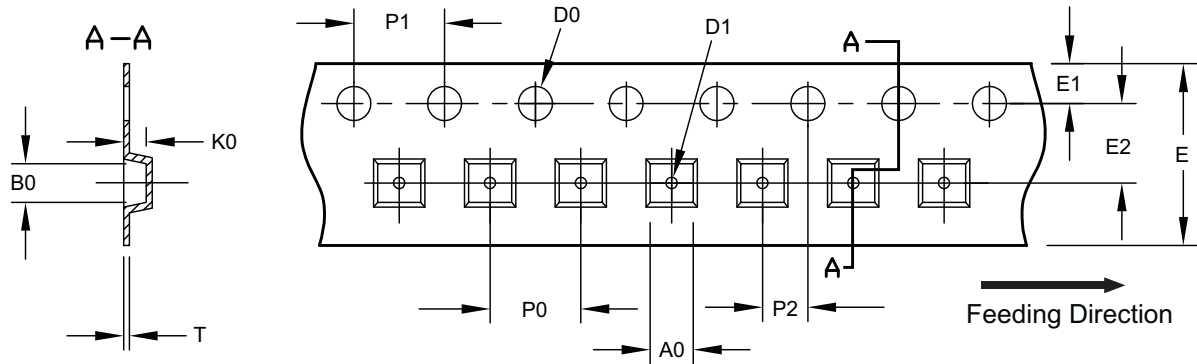 A-A
P1
D0
D1
A
E1
K0
E2
E
B0
A
P0
P2
Feeding Direction
T
A0